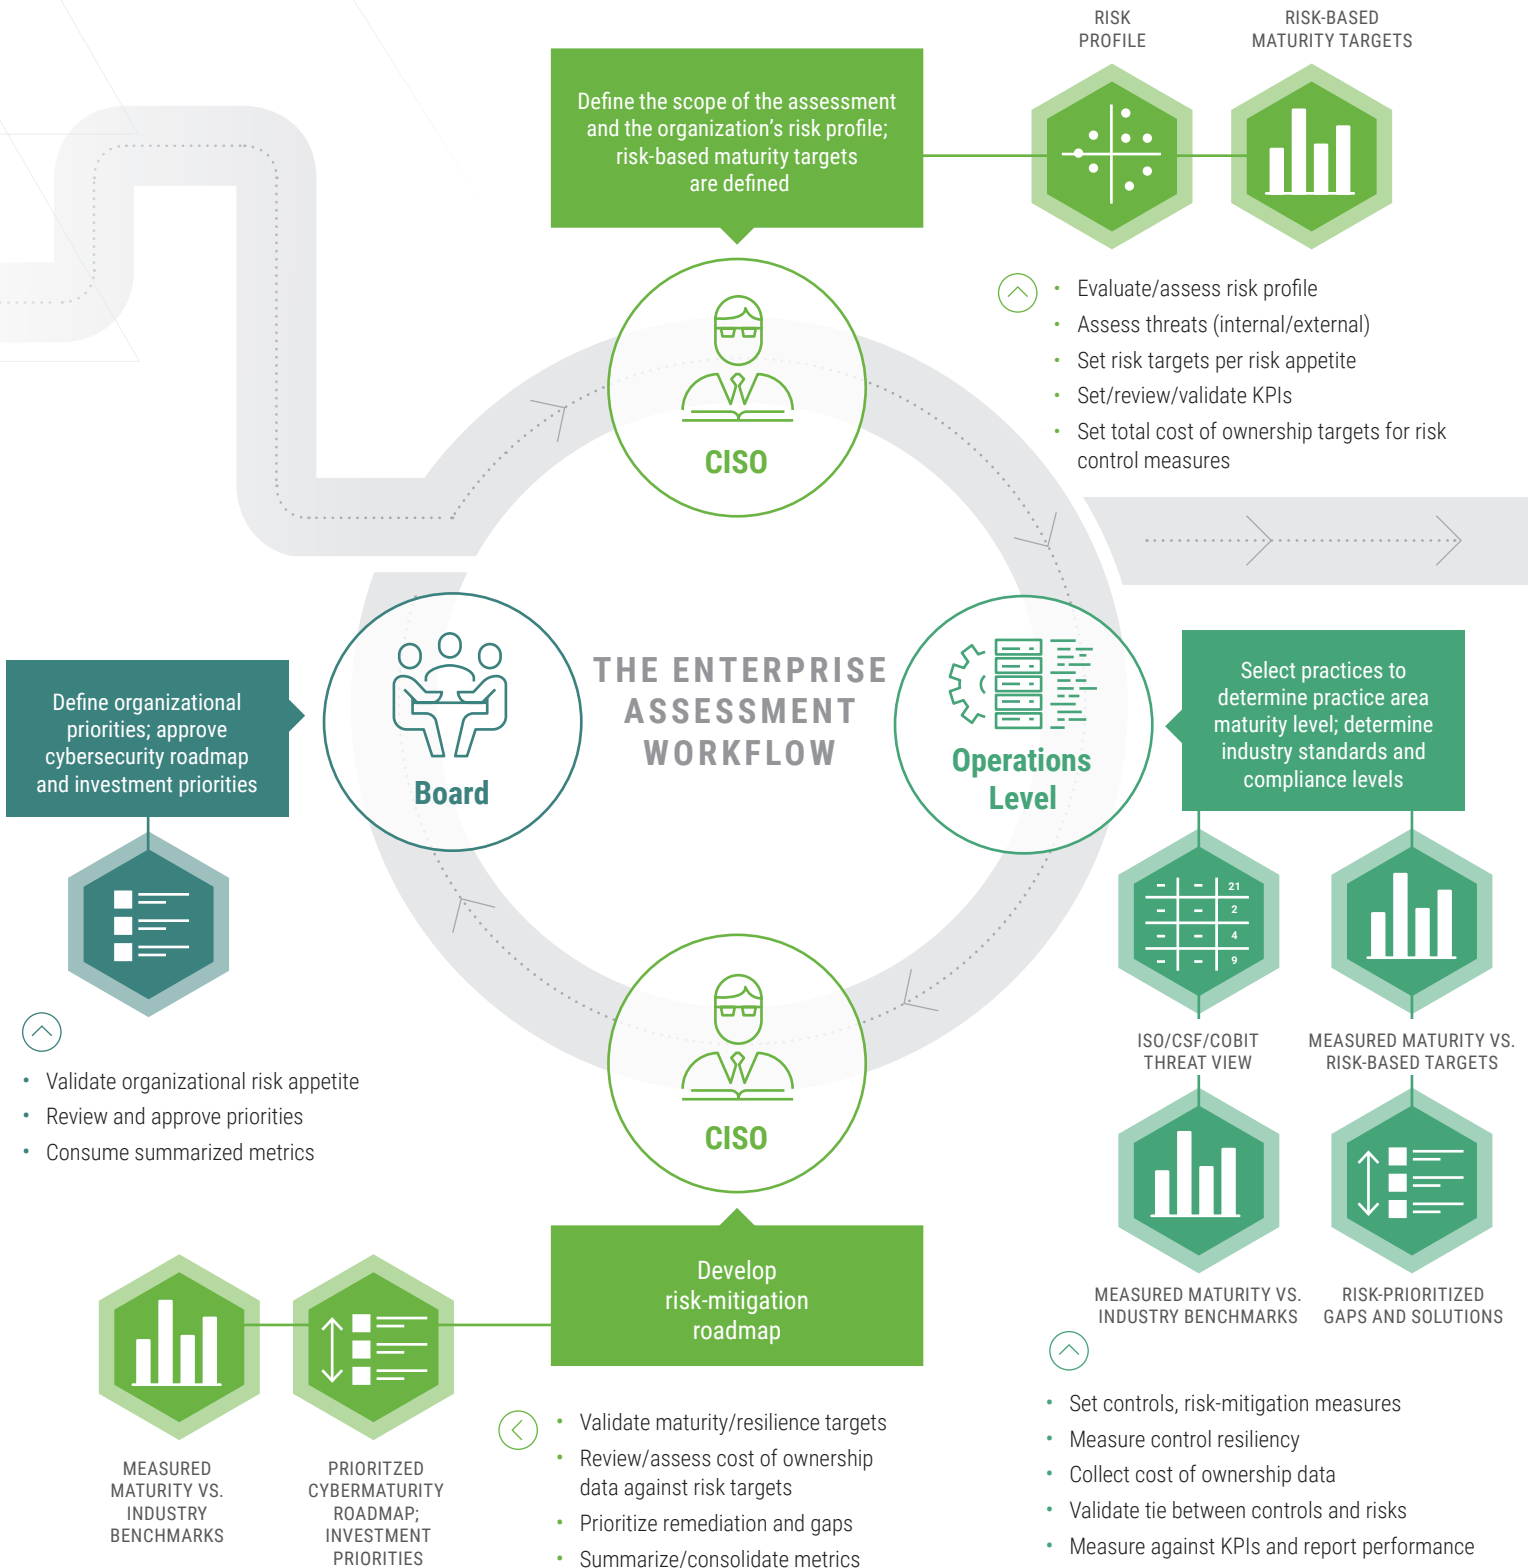 RISK
PROFILE
RISK-BASED
MATURITY TARGETS
Define the scope of the assessment
and the organization's risk profile;
risk-based maturity targets
are defined
• Evaluate/assess risk profile
• Assess threats (internal/external)
• Set risk targets per risk appetite
• Set/review/validate KPIs
• Set total cost of ownership targets for risk
control measures
CISO
THE ENTERPRISE
ASSESSMENT
WORKFLOW
Define organizational
priorities; approve
cybersecurity roadmap
and investment priorities
Board
Operations
Level
Select practices to
determine practice area
maturity level; determine
industry standards and
compliance levels
– – 21
– – 2
– – 4
– – 9
ISO/CSF/COBIT
THREAT VIEW
MEASURED MATURITY VS.
RISK-BASED TARGETS
• Validate organizational risk appetite
• Review and approve priorities
• Consume summarized metrics
CISO
Develop
risk-mitigation
roadmap
MEASURED MATURITY VS.
INDUSTRY BENCHMARKS
RISK-PRIORITIZED
GAPS AND SOLUTIONS
MEASURED
MATURITY VS.
INDUSTRY
BENCHMARKS
PRIORITZED
CYBERMATURITY
ROADMAP;
INVESTMENT
PRIORITIES
• Validate maturity/resilience targets
• Review/assess cost of ownership
data against risk targets
• Prioritize remediation and gaps
• Summarize/consolidate metrics
• Set controls, risk-mitigation measures
• Measure control resiliency
• Collect cost of ownership data
• Validate tie between controls and risks
• Measure against KPIs and report performance